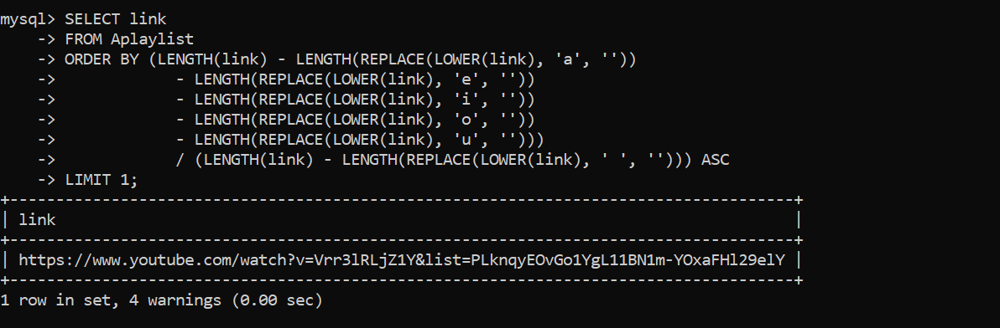 mysql> SELECT link
    -> FROM Aplaylist
    -> ORDER BY (LENGTH(link) - LENGTH(REPLACE(LOWER(link), 'a', ''))
    ->             - LENGTH(REPLACE(LOWER(link), 'e', ''))
    ->             - LENGTH(REPLACE(LOWER(link), 'i', ''))
    ->             - LENGTH(REPLACE(LOWER(link), 'o', ''))
    ->             - LENGTH(REPLACE(LOWER(link), 'u', '')))
    ->             / (LENGTH(link) - LENGTH(REPLACE(LOWER(link), ' ', ''))) ASC
    -> LIMIT 1;
+-------------------------------------------------------------------------------------+
| link                                                                                |
+-------------------------------------------------------------------------------------+
| https://www.youtube.com/watch?v=Vrr3lRLjZ1Y&list=PLknqyEOvGo1YgL11BN1m-YOxaFHl29elY |
+-------------------------------------------------------------------------------------+
1 row in set, 4 warnings (0.00 sec)